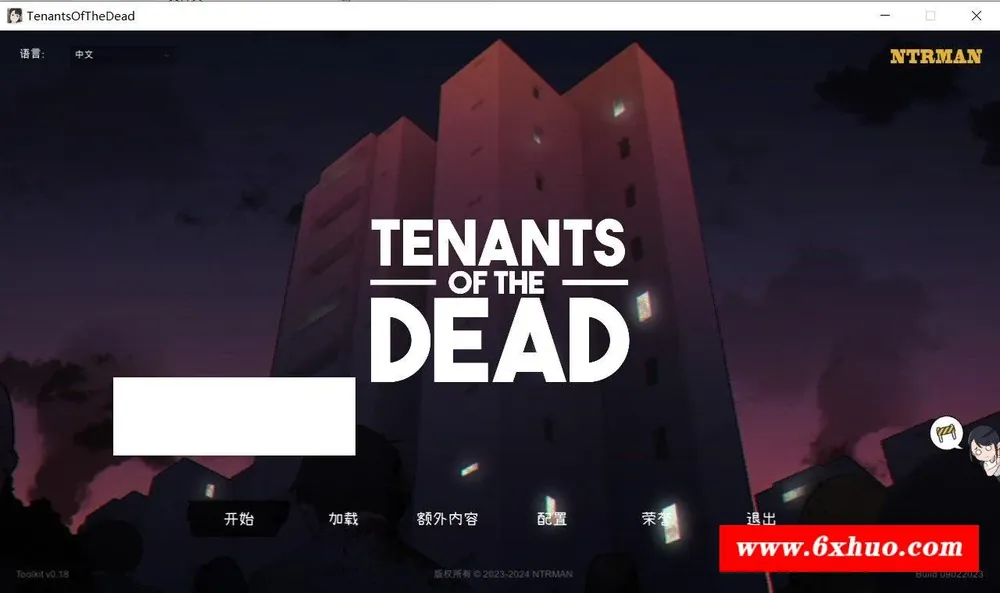 TenantsOfTheDead
语言:
中文
NTRMAN
TENANTS
OF THE
DEAD
开始
加载
额外内容
配置
荣誉
退出
www.6xhuo.com
Toolkit v0.18
版权所有 © 2023-2024 NTRMAN
Build 09022023